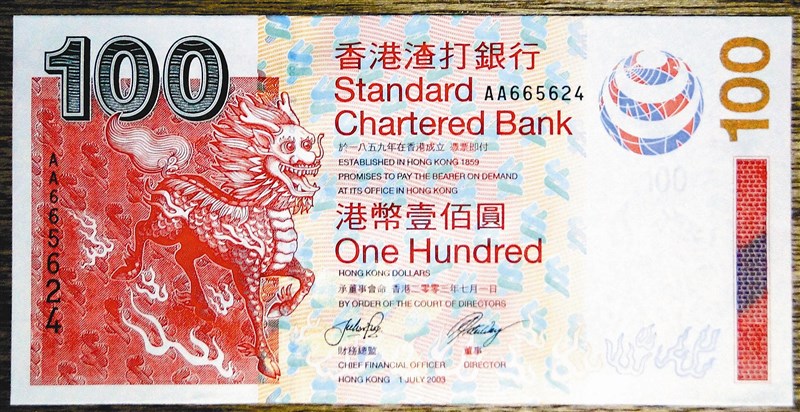 100
香港渣打銀行
Standard AA665624
Chartered Bank
於一八五九年在香港成立 憑票即付
ESTABLISHED IN HONG KONG 1859
PROMISES TO PAY THE BEARER ON DEMAND
AT ITS OFFICE IN HONG KONG
港幣壹佰圓
One Hundred
HONG KONG DOLLARS
承董事會命 香港二零零三年七月一日
BY ORDER OF THE COURT OF DIRECTORS
財務總監 董事
CHIEF FINANCIAL OFFICER DIRECTOR
HONG KONG 1 JULY 2003
AA665624
100
100